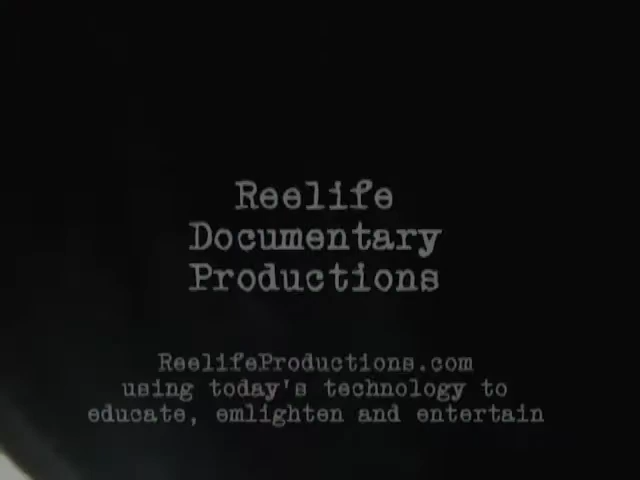 Reelife
Documentary
Productions
ReelifeProductions.com
using today's technology to
educate, emlighten and entertain